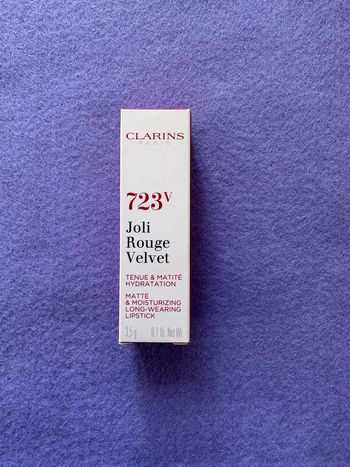 CLARINS
PARIS
723V
Joli
Rouge
Velvet
TENUE & MATITÉ
HYDRATATION
MATTE
& MOISTURIZING
LONG-WEARING
LIPSTICK
3.5 g 0.1 Oz Net Wt.